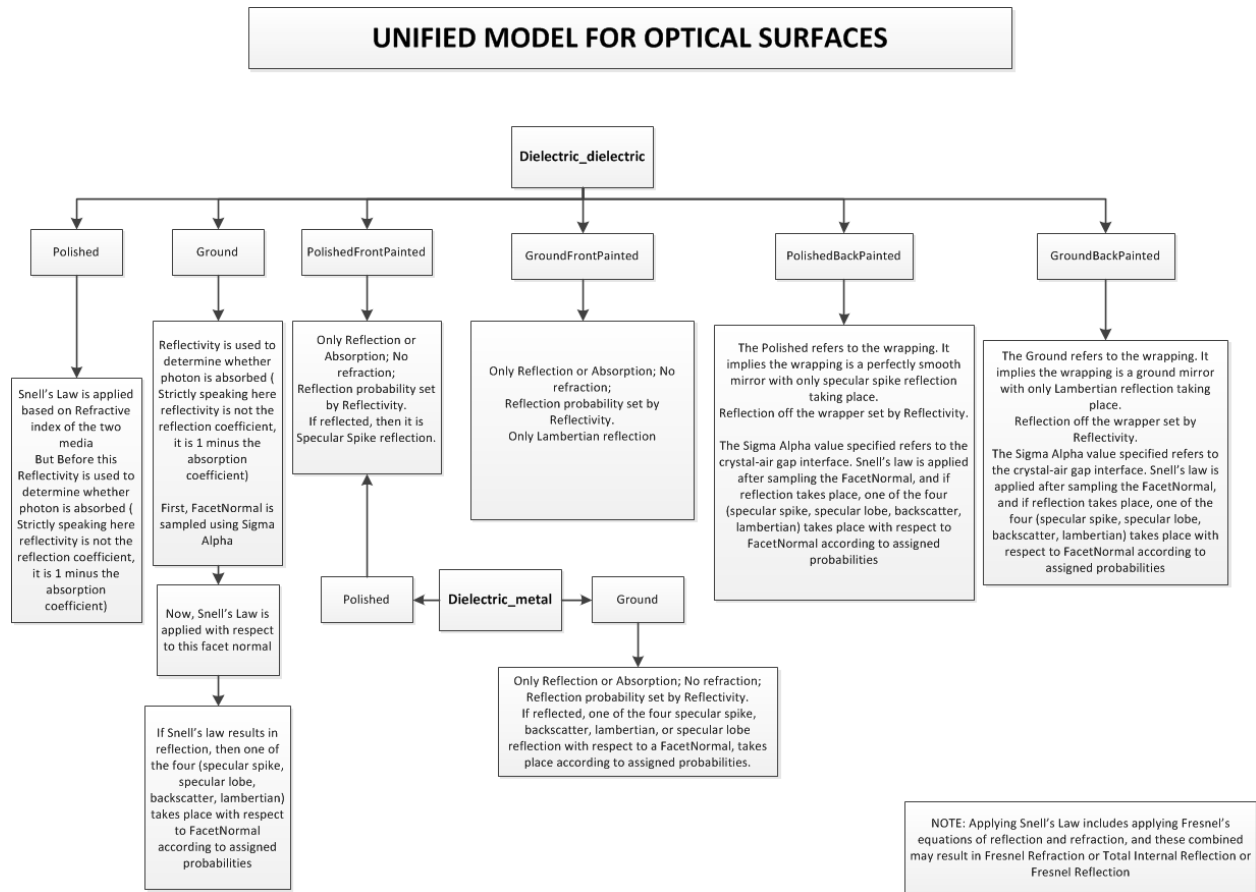 UNIFIED MODEL FOR OPTICAL SURFACES
Dielectric_dielectric
Polished
Ground
PolishedFrontPainted
GroundFrontPainted
PolishedBackPainted
GroundBackPainted
Snell's Law is applied
based on Refractive
index of the two
media
But Before this
Reflectivity is used to
determine whether
photon is absorbed (
Strictly speaking here
reflectivity is not the
reflection coefficient,
it is 1 minus the
absorption
coefficient)
Reflectivity is used to
determine whether
photon is absorbed (
Strictly speaking here
reflectivity is not the
reflection coefficient,
it is 1 minus the
absorption
coefficient)
First, FacetNormal is
sampled using Sigma
Alpha
Now, Snell's Law is
applied with respect
to this facet normal
If Snell's law results in
reflection, then one of
the four (specular spike,
specular lobe,
backscatter, lambertian)
takes place with respect
to FacetNormal
according to assigned
probabilities
Only Reflection or
Absorption; No
refraction;
Reflection probability set
by Reflectivity.
If reflected, then it is
Specular Spike reflection.
Only Reflection or Absorption; No
refraction;
Reflection probability set by
Reflectivity.
Only Lambertian reflection
The Polished refers to the wrapping. It
implies the wrapping is a perfectly smooth
mirror with only specular spike reflection
taking place.
Reflection off the wrapper set by Reflectivity.
The Sigma Alpha value specified refers to the
crystal-air gap interface. Snell's law is applied
after sampling the FacetNormal, and if
reflection takes place, one of the four
(specular spike, specular lobe, backscatter,
lambertian) takes place with respect to
FacetNormal according to assigned
probabilities
The Ground refers to the wrapping. It
implies the wrapping is a ground mirror
with only Lambertian reflection taking
place.
Reflection off the wrapper set by
Reflectivity.
The Sigma Alpha value specified refers to
the crystal-air gap interface. Snell's law is
applied after sampling the FacetNormal,
and if reflection takes place, one of the
four (specular spike, specular lobe,
backscatter, lambertian) takes place with
respect to FacetNormal according to
assigned probabilities
Polished
Dielectric_metal
Ground
Only Reflection or Absorption; No refraction;
Reflection probability set by Reflectivity.
If reflected, one of the four specular spike,
backscatter, lambertian, or specular lobe
reflection with respect to a FacetNormal, takes
place according to assigned probabilities.
NOTE: Applying Snell's Law includes applying Fresnel's
equations of reflection and refraction, and these combined
may result in Fresnel Refraction or Total Internal Reflection or
Fresnel Reflection